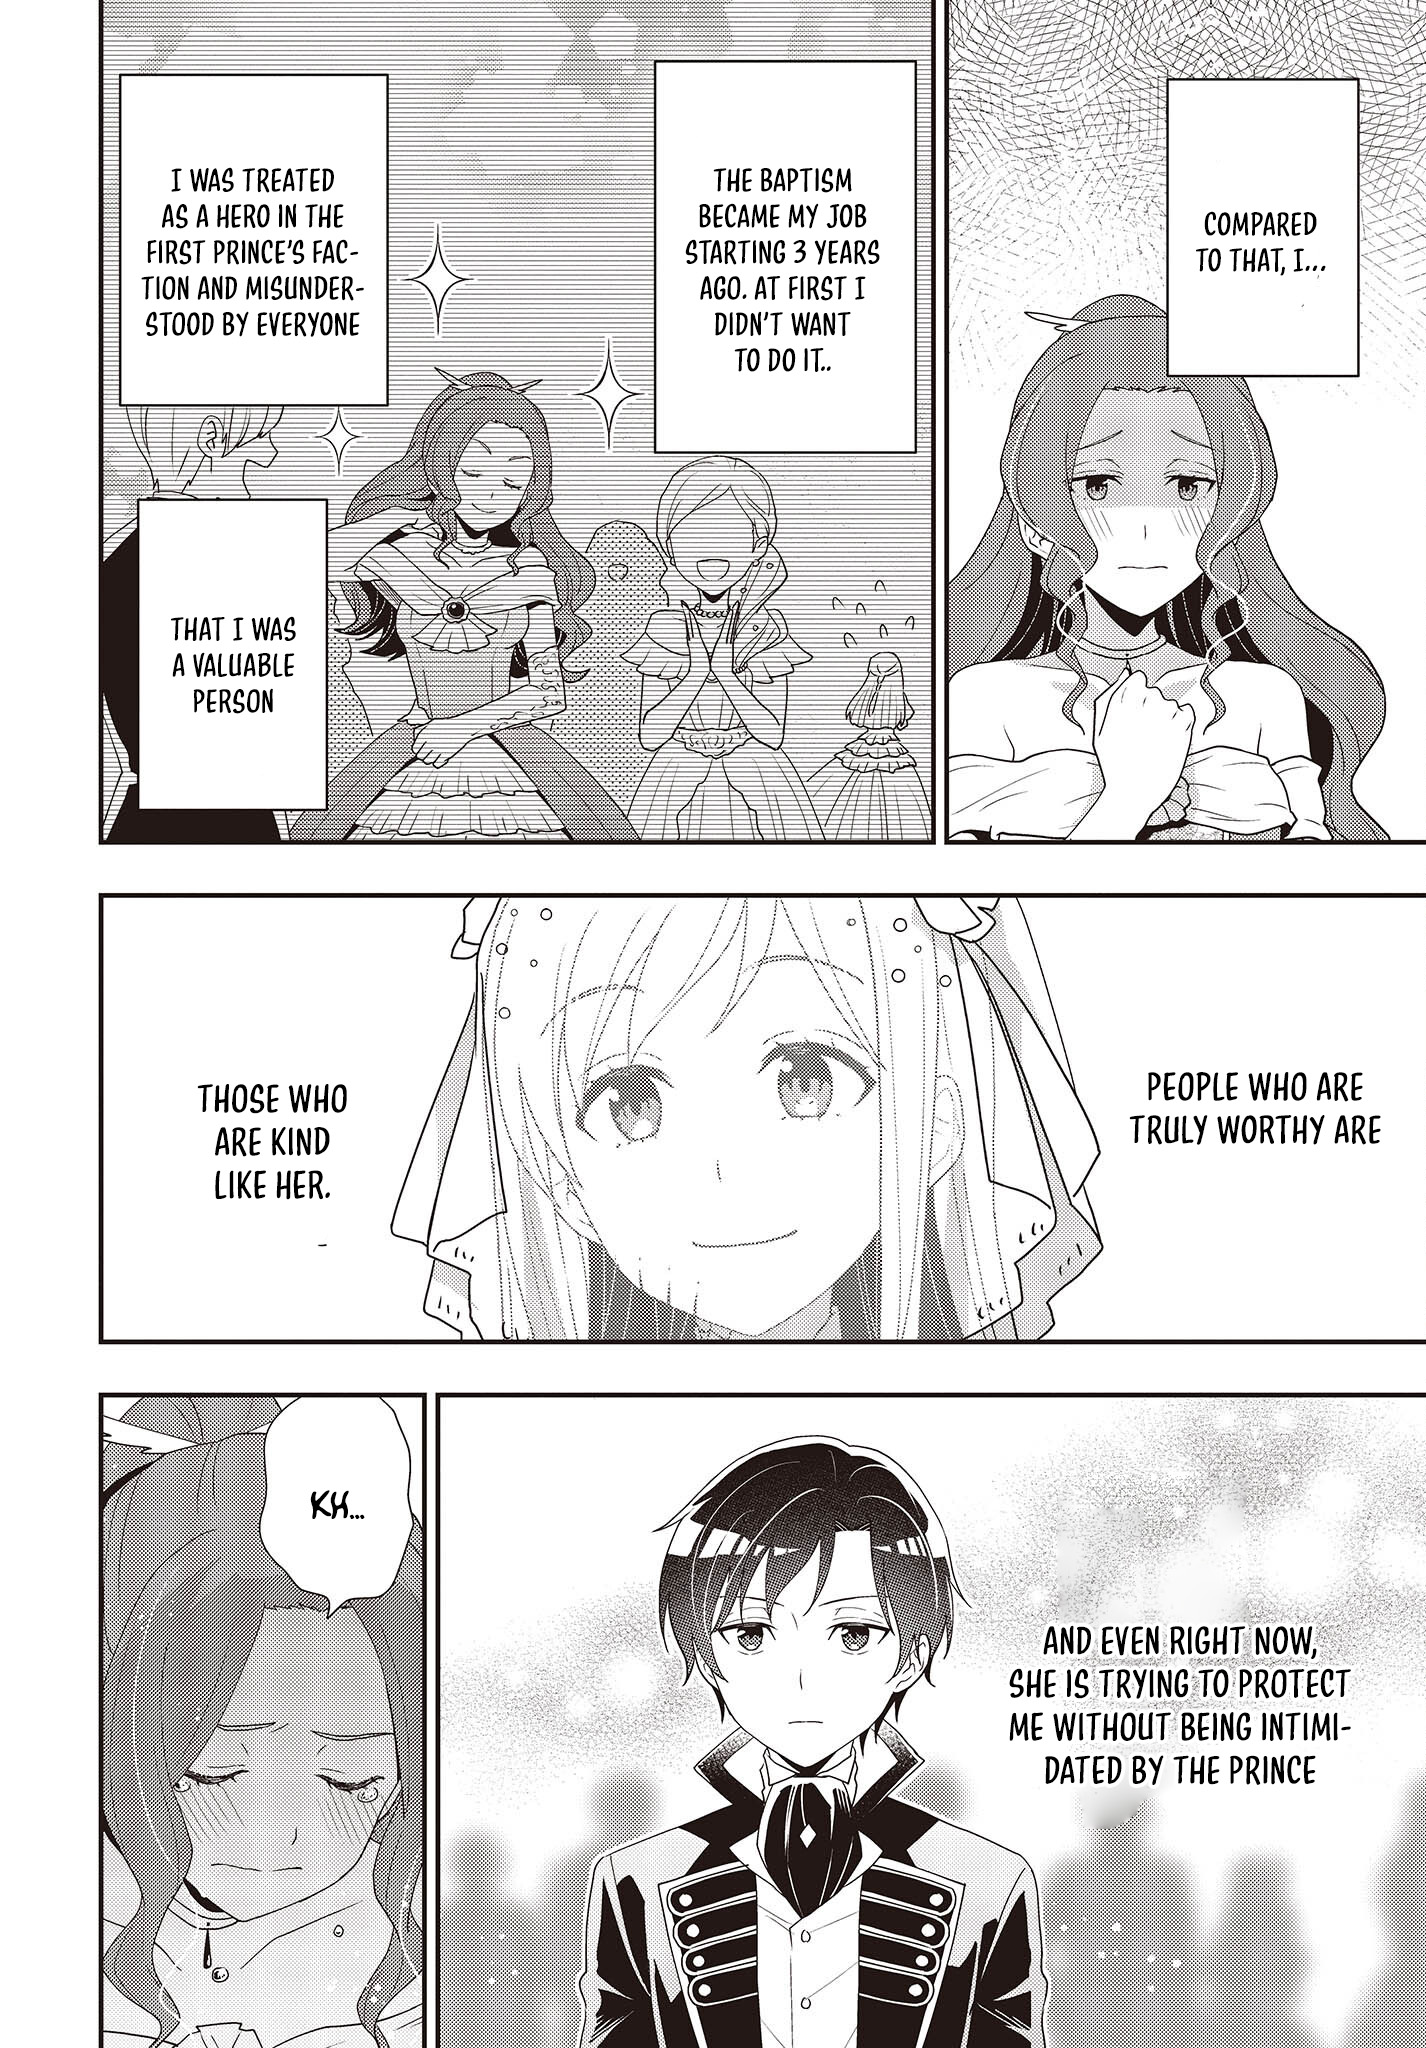 COMPARED
TO THAT, I...
THE BAPTISM
BECAME MY JOB
STARTING 3 YEARS
AGO. AT FIRST I
DIDN'T WANT
TO DO IT..
I WAS TREATED
AS A HERO IN THE
FIRST PRINCE'S FAC-
TION AND MISUNDER-
STOOD BY EVERYONE
THAT I WAS
A VALUABLE
PERSON
PEOPLE WHO ARE
TRULY WORTHY ARE
THOSE WHO
ARE KIND
LIKE HER.
AND EVEN RIGHT NOW,
SHE IS TRYING TO PROTECT
ME WITHOUT BEING INTIMI-
DATED BY THE PRINCE
KH...